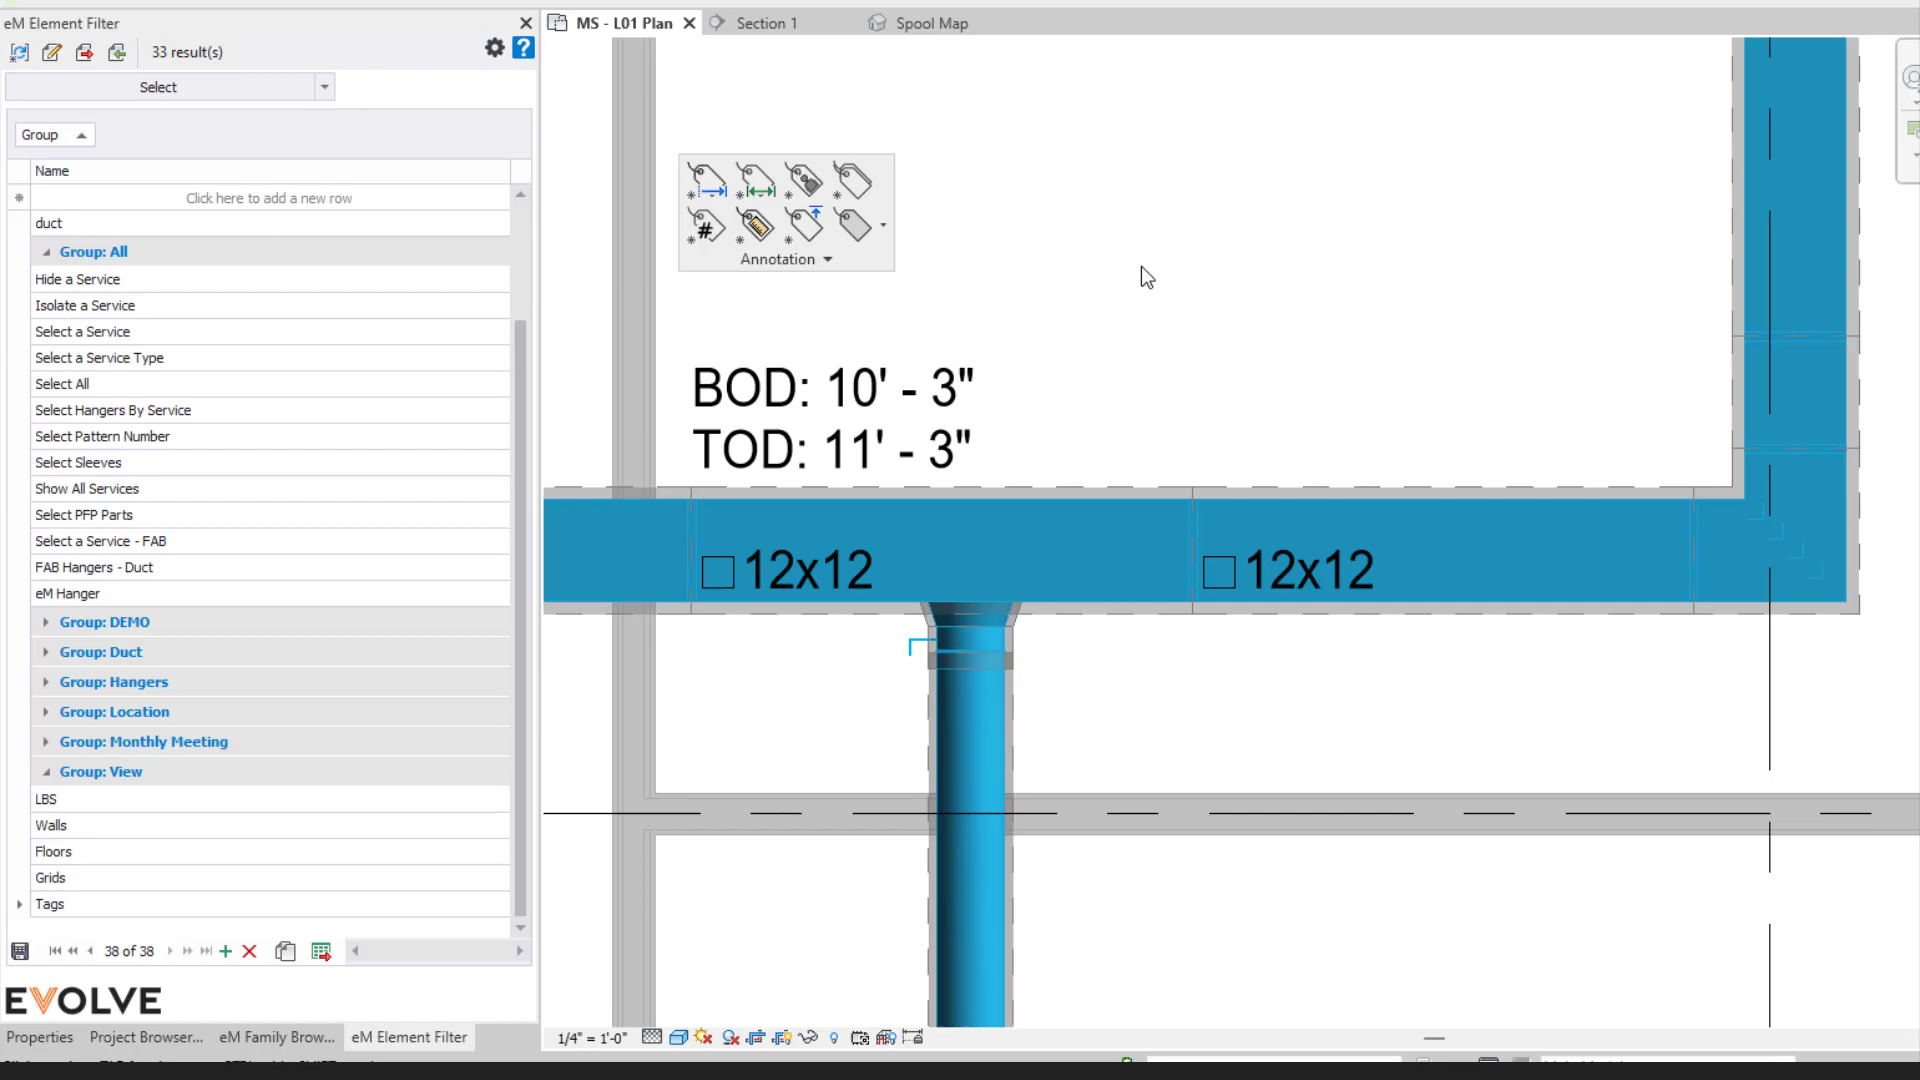 eM Element Filter
33 result(s)
Select
Group
Name
Click here to add a new row
duct
Group: All
Hide a Service
Isolate a Service
Select a Service
Select a Service Type
Select All
Select Hangers By Service
Select Pattern Number
Select Sleeves
Show All Services
Select PFP Parts
Select a Service - FAB
FAB Hangers - Duct
eM Hanger
Group: DEMO
Group: Duct
Group: Hangers
Group: Location
Group: Monthly Meeting
Group: View
LBS
Walls
Floors
Grids
Tags
38 of 38
EVOLVE
Properties
Project Browser...
eM Family Brow...
eM Element Filter
MS - L01 Plan
Section 1
Spool Map
#
Annotation
BOD: 10' - 3"
TOD: 11' - 3"
12x12
12x12
1/4" = 1'-0"